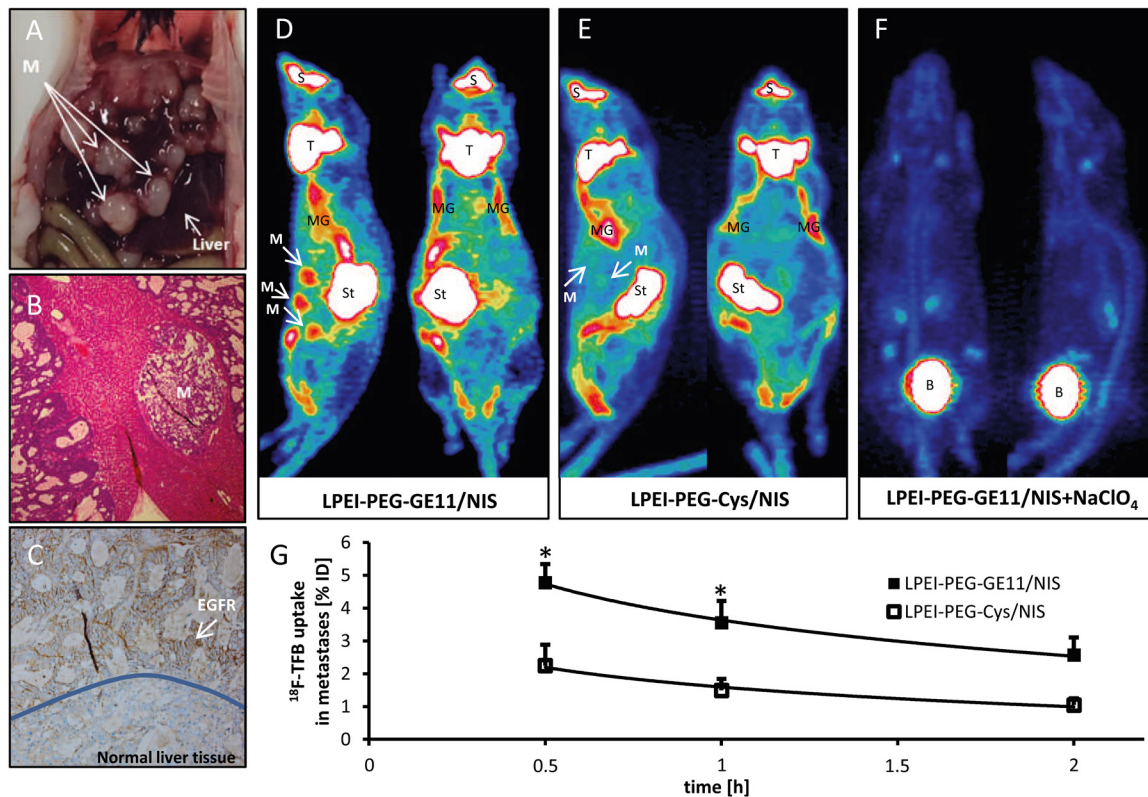 A
M
Liver
B
M
C
EGFR
Normal liver tissue
D
S
S
T
T
MG
MG
MG
M
M
M
St
St
LPEI-PEG-GE11/NIS
E
S
S
T
T
MG
MG
MG
M
M
St
St
LPEI-PEG-Cys/NIS
F
B
B
LPEI-PEG-GE11/NIS+NaClO₄
G
¹⁸F-TFB uptake
in metastases [% ID]
6
5
4
3
2
1
0
*
*
LPEI-PEG-GE11/NIS
LPEI-PEG-Cys/NIS
0
0.5
1
1.5
2
time [h]